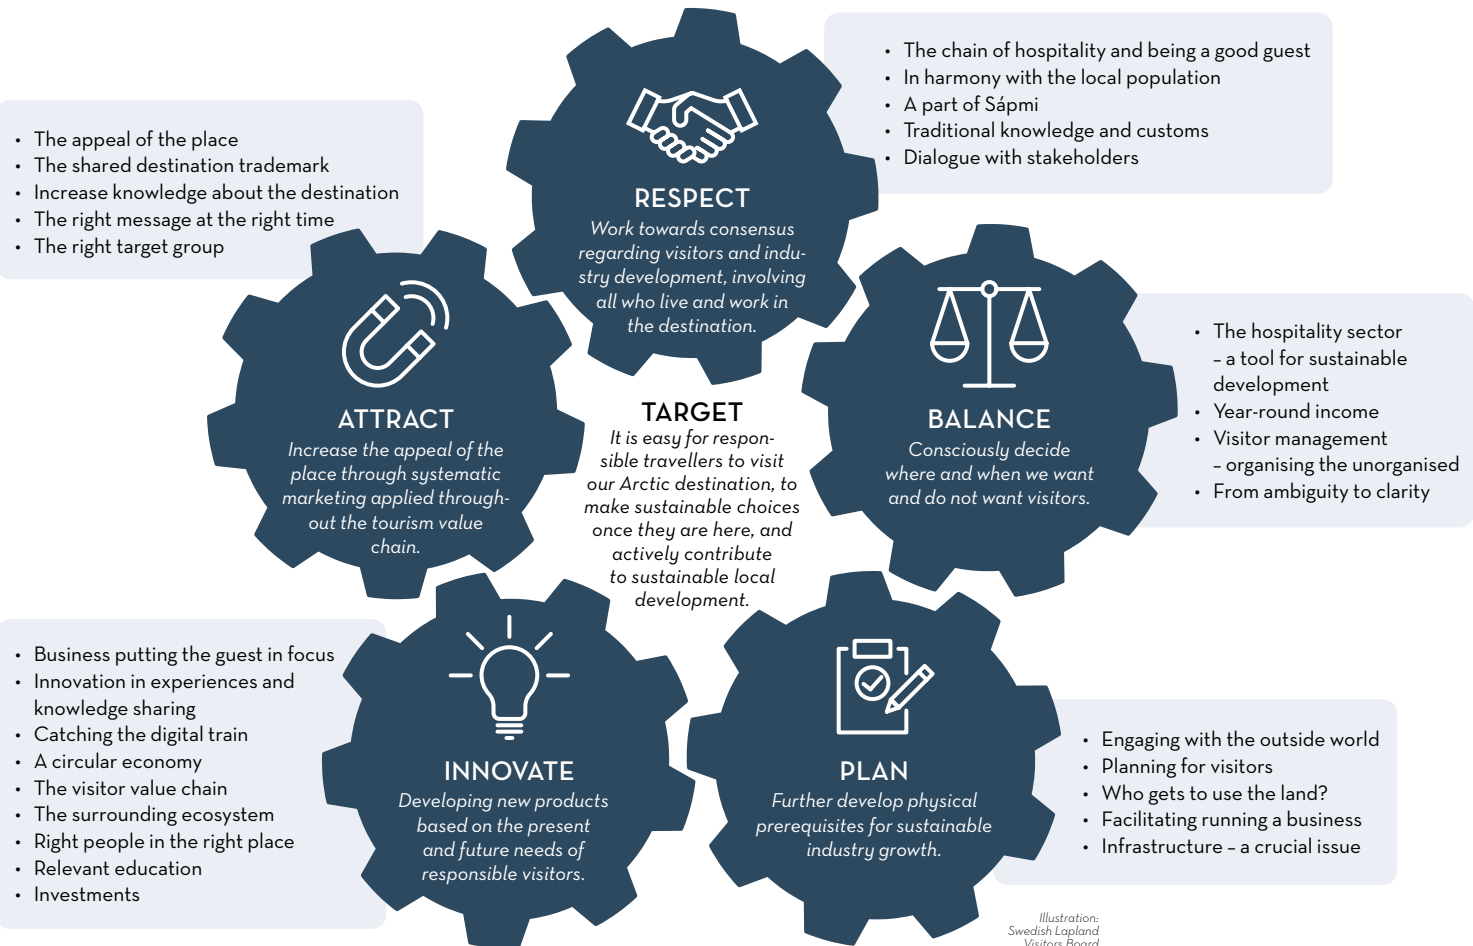 • The chain of hospitality and being a good guest
• In harmony with the local population
• A part of Sápmi
• Traditional knowledge and customs
• Dialogue with stakeholders
RESPECT
Work towards consensus
regarding visitors and indu-
stry development, involving
all who live and work in
the destination.
• The appeal of the place
• The shared destination trademark
• Increase knowledge about the destination
• The right message at the right time
• The right target group
ATTRACT
Increase the appeal of the
place through systematic
marketing applied through-
out the tourism value
chain.
TARGET
It is easy for respon-
sible travellers to visit
our Arctic destination, to
make sustainable choices
once they are here, and
actively contribute
to sustainable local
development.
BALANCE
Consciously decide
where and when we want
and do not want visitors.
• The hospitality sector
– a tool for sustainable
development
• Year-round income
• Visitor management
– organising the unorganised
• From ambiguity to clarity
• Business putting the guest in focus
• Innovation in experiences and
knowledge sharing
• Catching the digital train
• A circular economy
• The visitor value chain
• The surrounding ecosystem
• Right people in the right place
• Relevant education
• Investments
INNOVATE
Developing new products
based on the present
and future needs of
responsible visitors.
PLAN
Further develop physical
prerequisites for sustainable
industry growth.
• Engaging with the outside world
• Planning for visitors
• Who gets to use the land?
• Facilitating running a business
• Infrastructure – a crucial issue
Illustration:
Swedish Lapland
Visitors Board